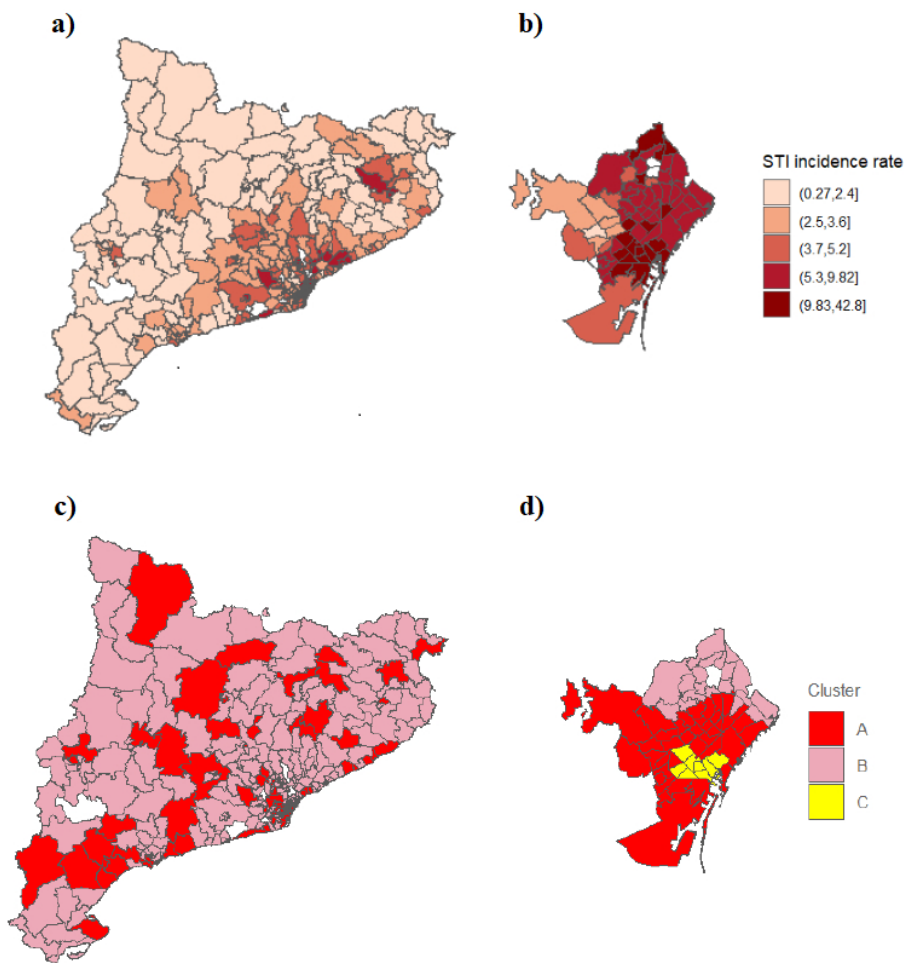 a)
b)
STI incidence rate
(0.27,2.4]
(2.5,3.6]
(3.7,5.2]
(5.3,9.82]
(9.83,42.8]
c)
d)
Cluster
A
B
C